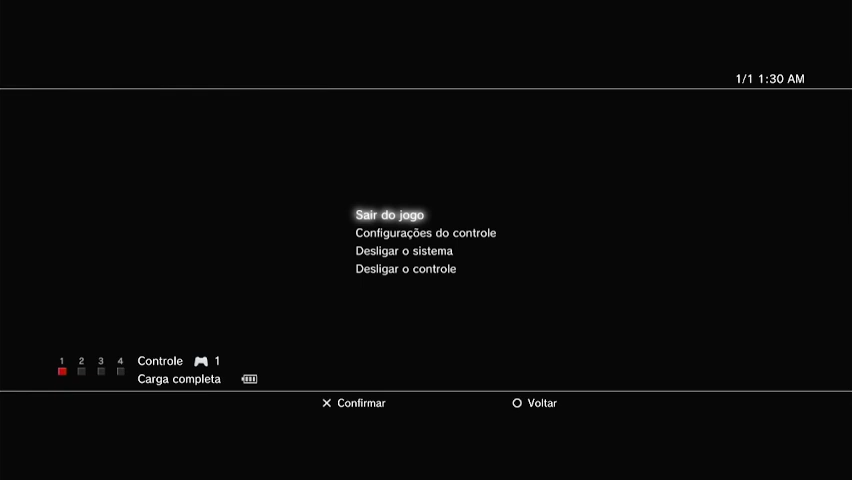 1/1 1:30 AM
Sair do jogo
Configurações do controle
Desligar o sistema
Desligar o controle
1 2 3 4 Controle 1
Carga completa
Confirmar Voltar